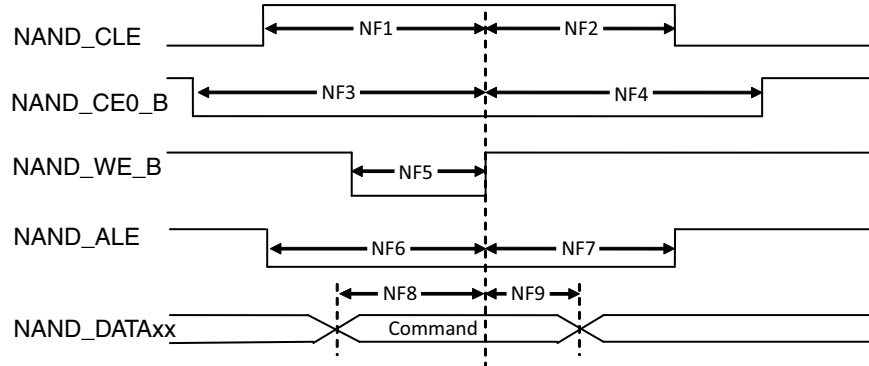 NAND_CLE NF1 NF2
NAND_CE0_B NF3 NF4
NAND_WE_B NF5
NAND_ALE NF6 NF7
NF8 NF9
NAND_DATAxx Command